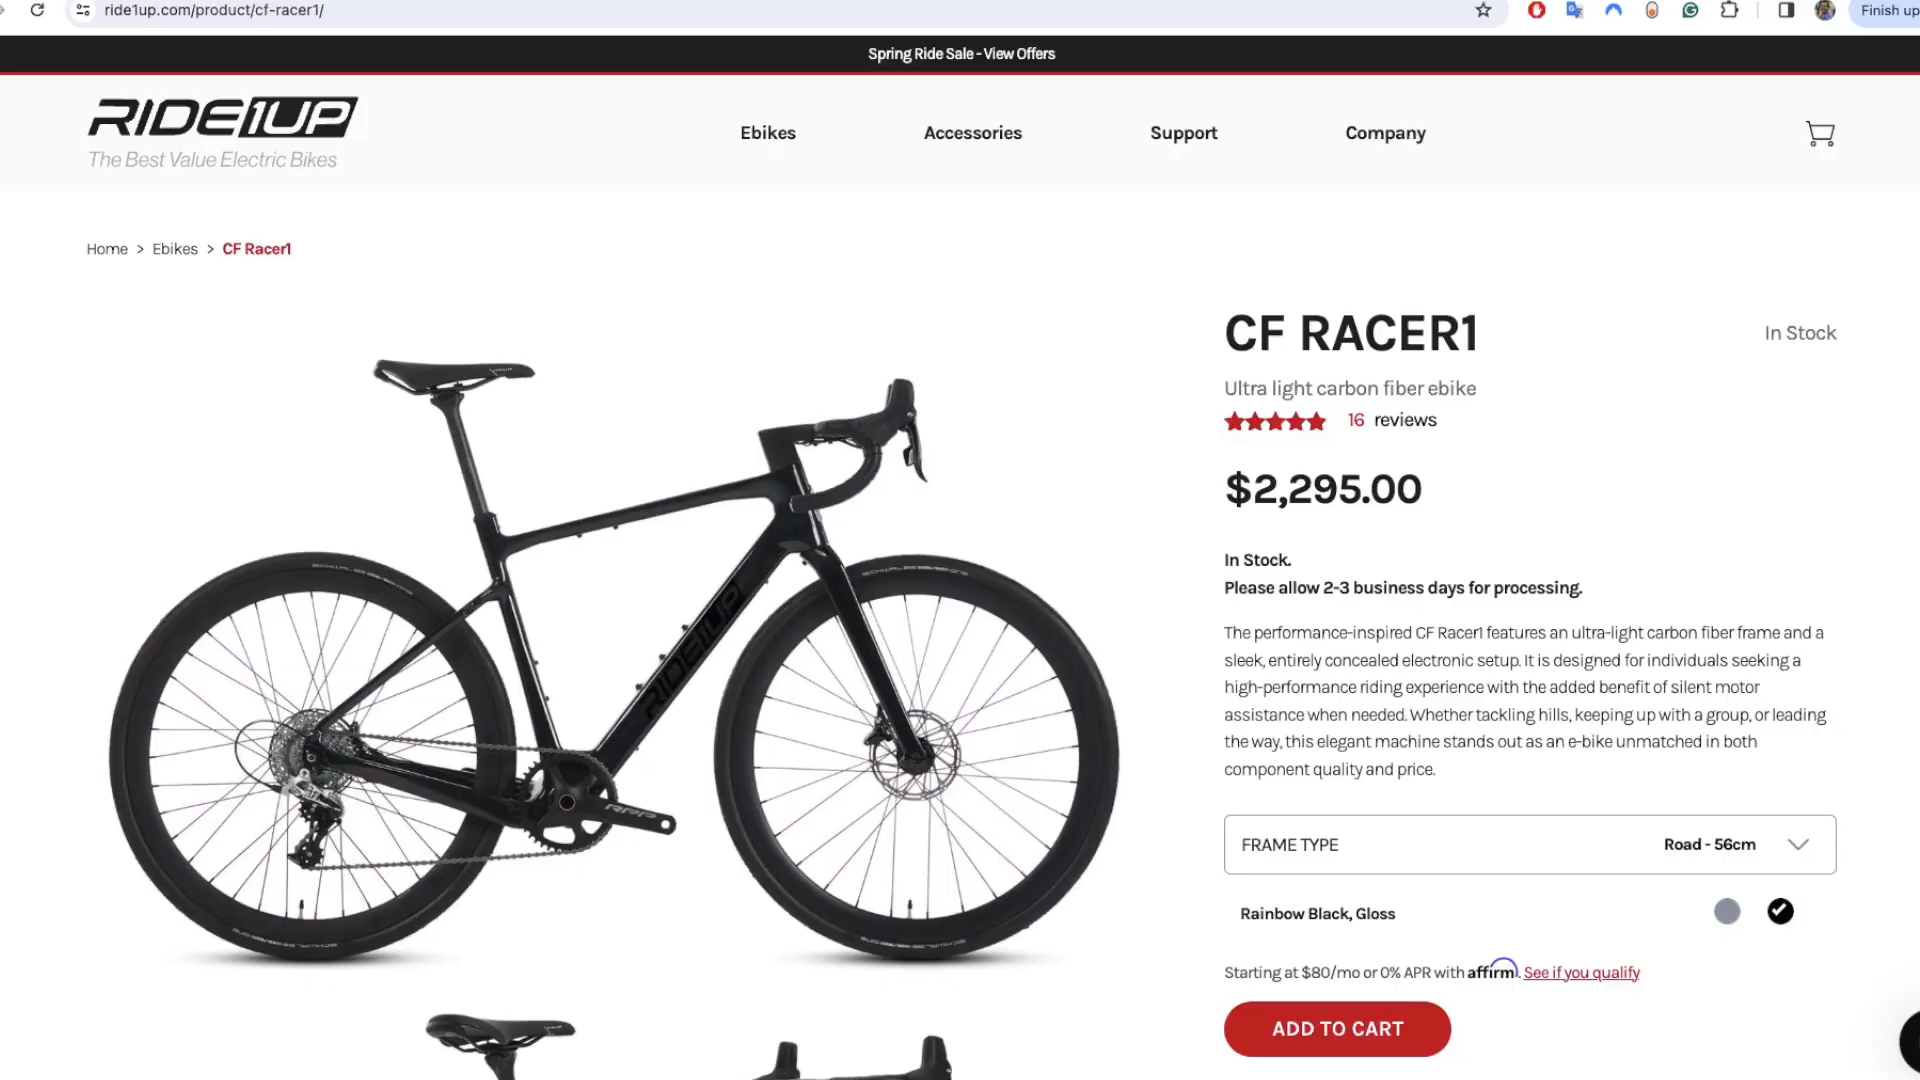 ride1up.com/product/cf-racer1/
Finish up
Spring Ride Sale - View Offers
RIDE1UP
The Best Value Electric Bikes
Ebikes
Accessories
Support
Company
Home > Ebikes > CF Racer1
CF RACER1
In Stock
Ultra light carbon fiber ebike
16 reviews
$2,295.00
In Stock.
Please allow 2-3 business days for processing.
The performance-inspired CF Racer1 features an ultra-light carbon fiber frame and a
sleek, entirely concealed electronic setup. It is designed for individuals seeking a
high-performance riding experience with the added benefit of silent motor
assistance when needed. Whether tackling hills, keeping up with a group, or leading
the way, this elegant machine stands out as an e-bike unmatched in both
component quality and price.
FRAME TYPE
Road - 56cm
Rainbow Black, Gloss
Starting at $80/mo or 0% APR with affirm. See if you qualify
ADD TO CART
RIDE1UP